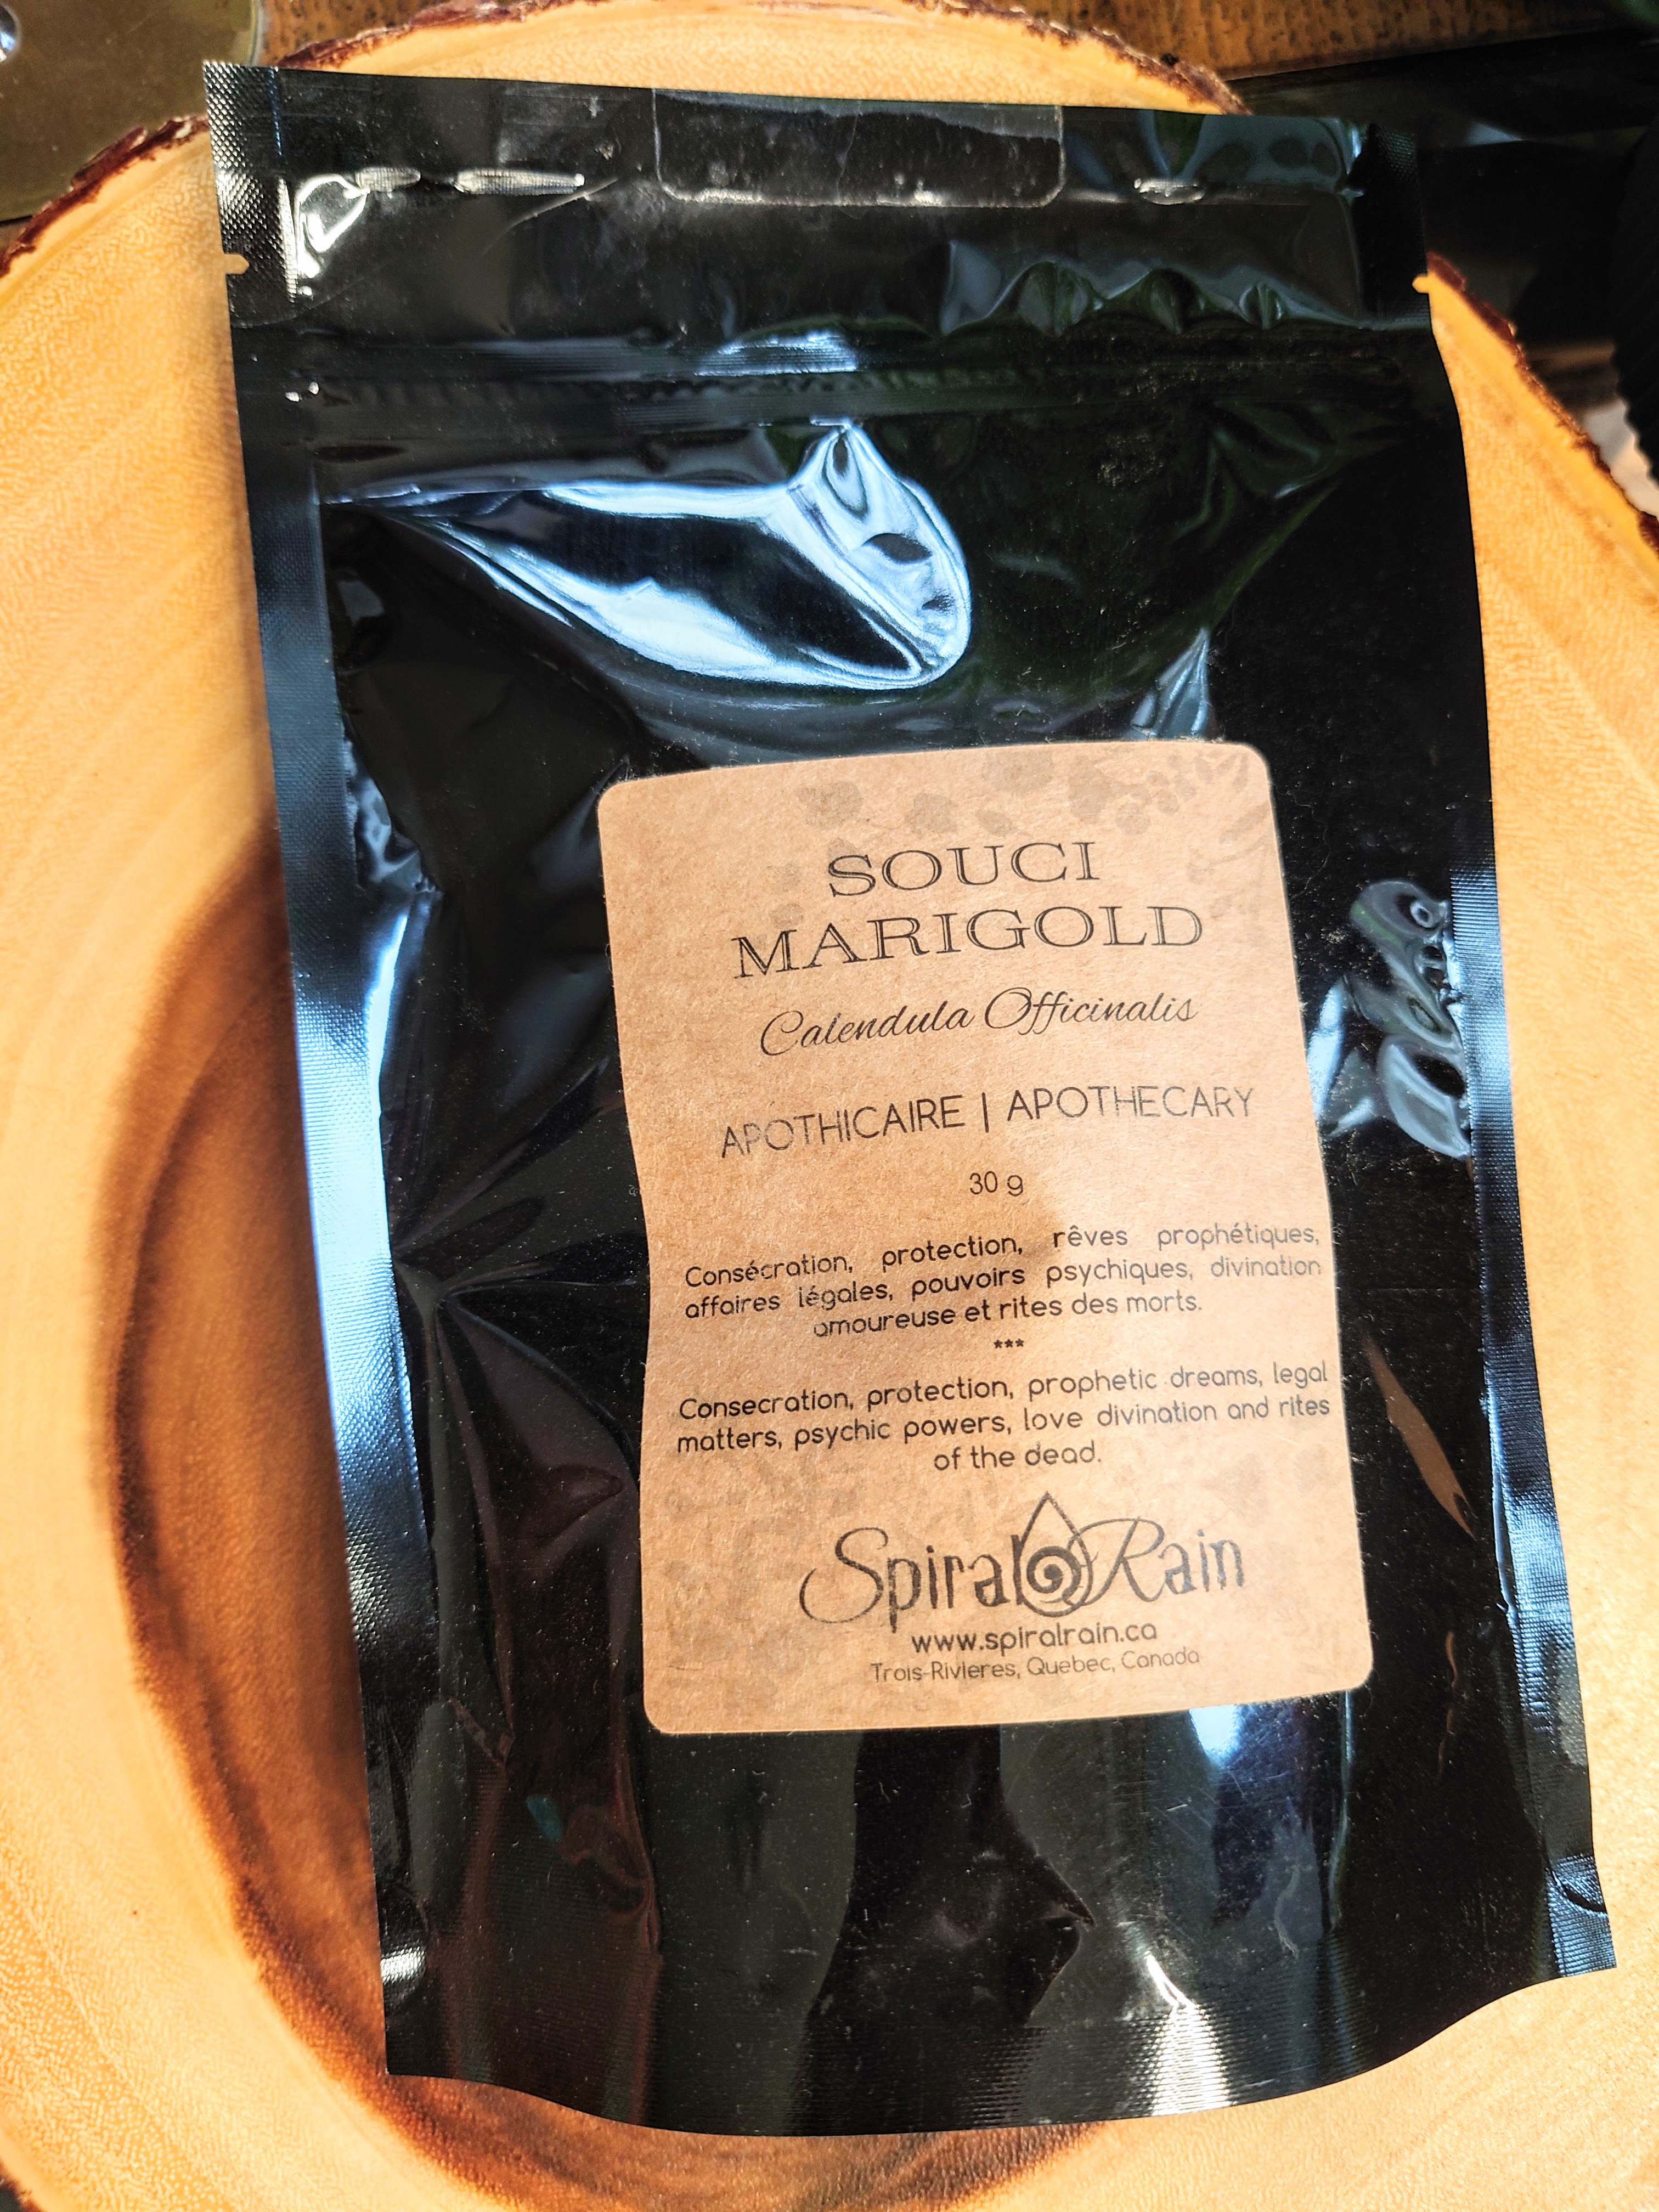 SOUCI
MARIGOLD
Calendula Officinalis
APOTHICAIRE | APOTHECARY
30 g
Consécration, protection, rêves prophétiques,
affaires légales, pouvoirs psychiques, divination
amoureuse et rites des morts.
***
Consecration, protection, prophetic dreams, legal
matters, psychic powers, love divination and rites
of the dead.
Spiral Rain
www.spiralrain.ca
Trois-Rivieres, Quebec, Canada